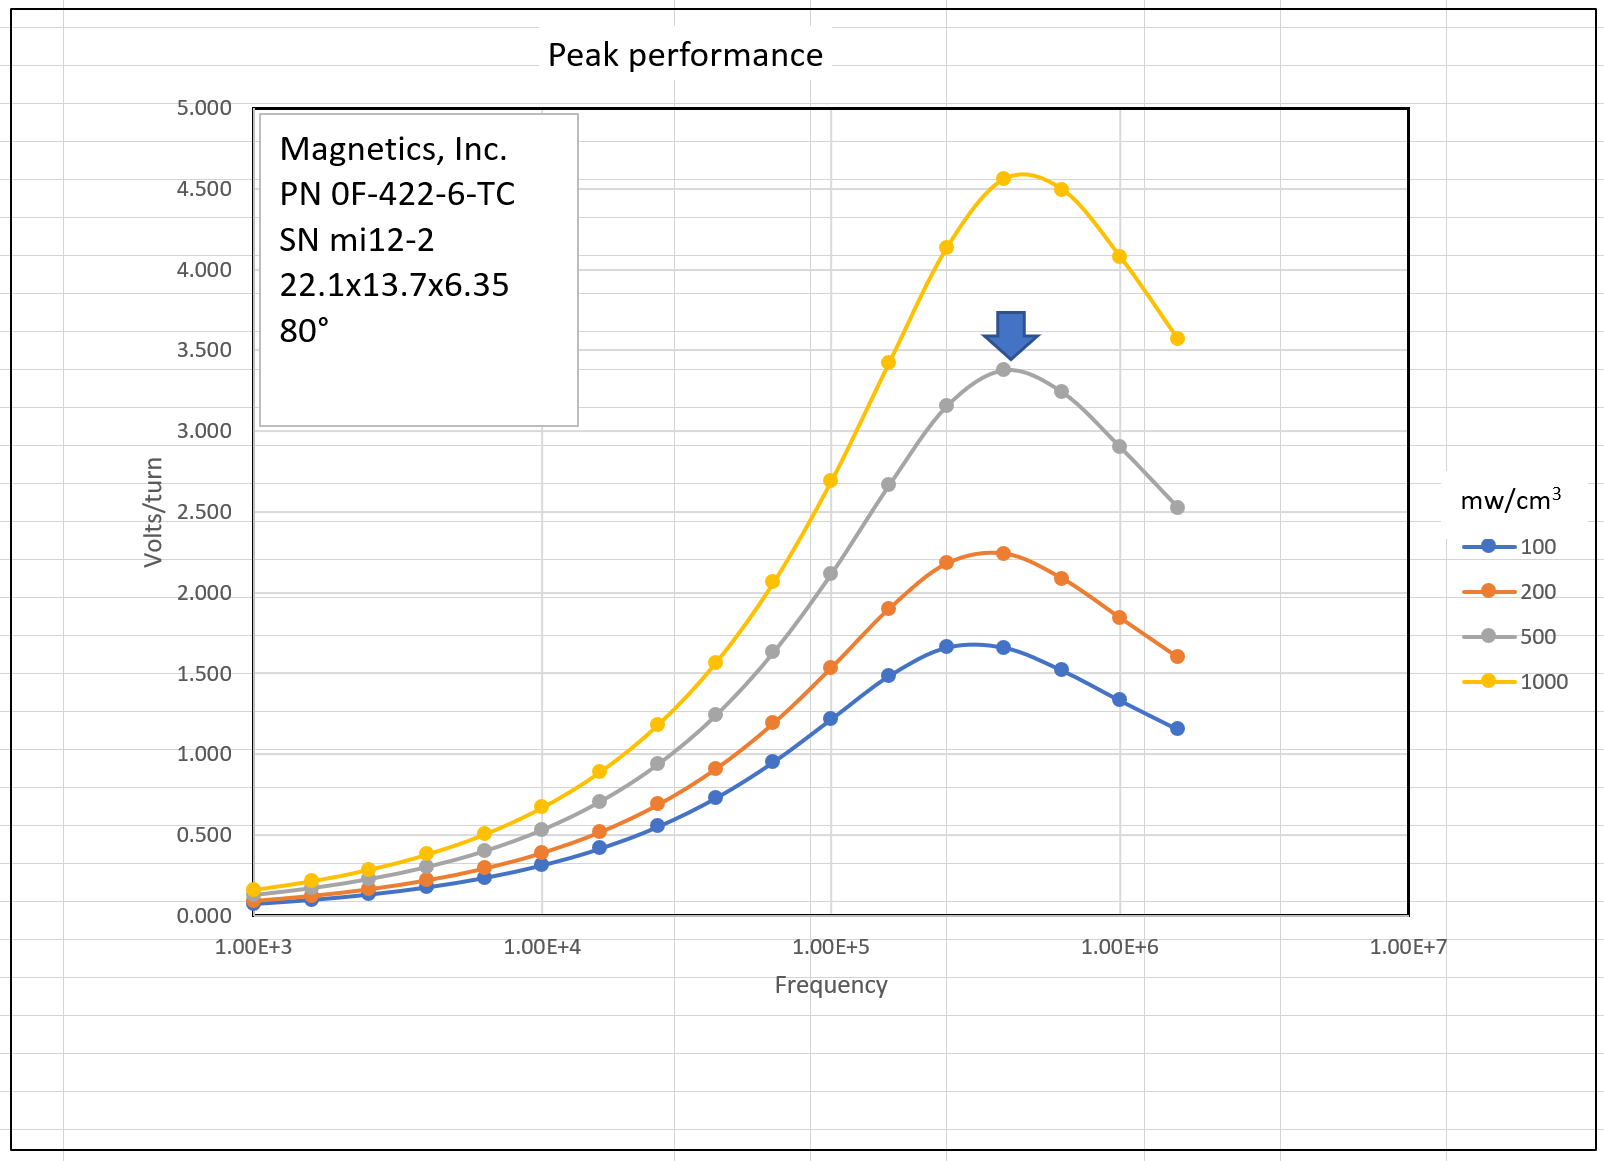 Peak performance
5.000
4.500
4.000
3.500
3.000
2.500
2.000
1.500
1.000
0.500
0.000
Volts/turn
Magnetics, Inc.
PN 0F-422-6-TC
SN mi12-2
22.1x13.7x6.35
80°
1.00E+3 1.00E+4 1.00E+5 1.00E+6 1.00E+7
Frequency
mw/cm³
100
200
500
1000